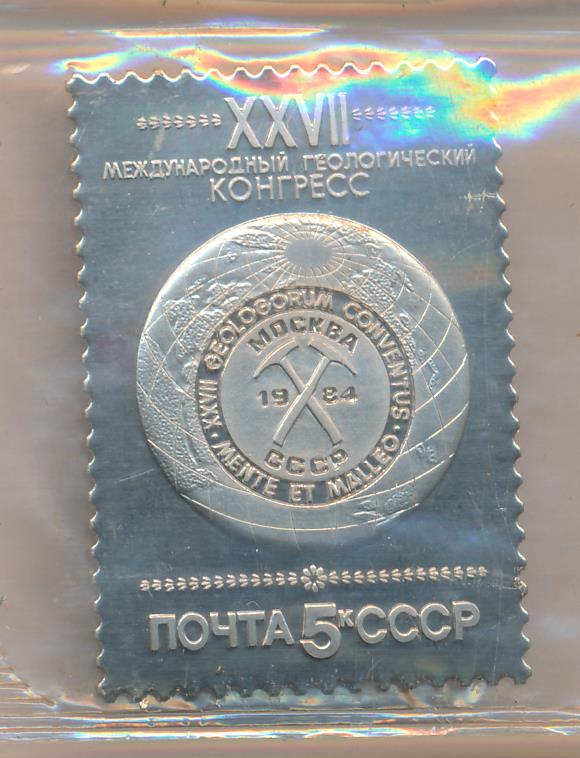 XXVII
МЕЖДУНАРОДНЫЙ ГЕОЛОГИЧЕСКИЙ
КОНГРЕСС
XXVII GEOLOGORUM CONVENTUS · MENTE ET MALLEO ·
МОСКВА
19 84
СССР
ПОЧТА 5к СССР